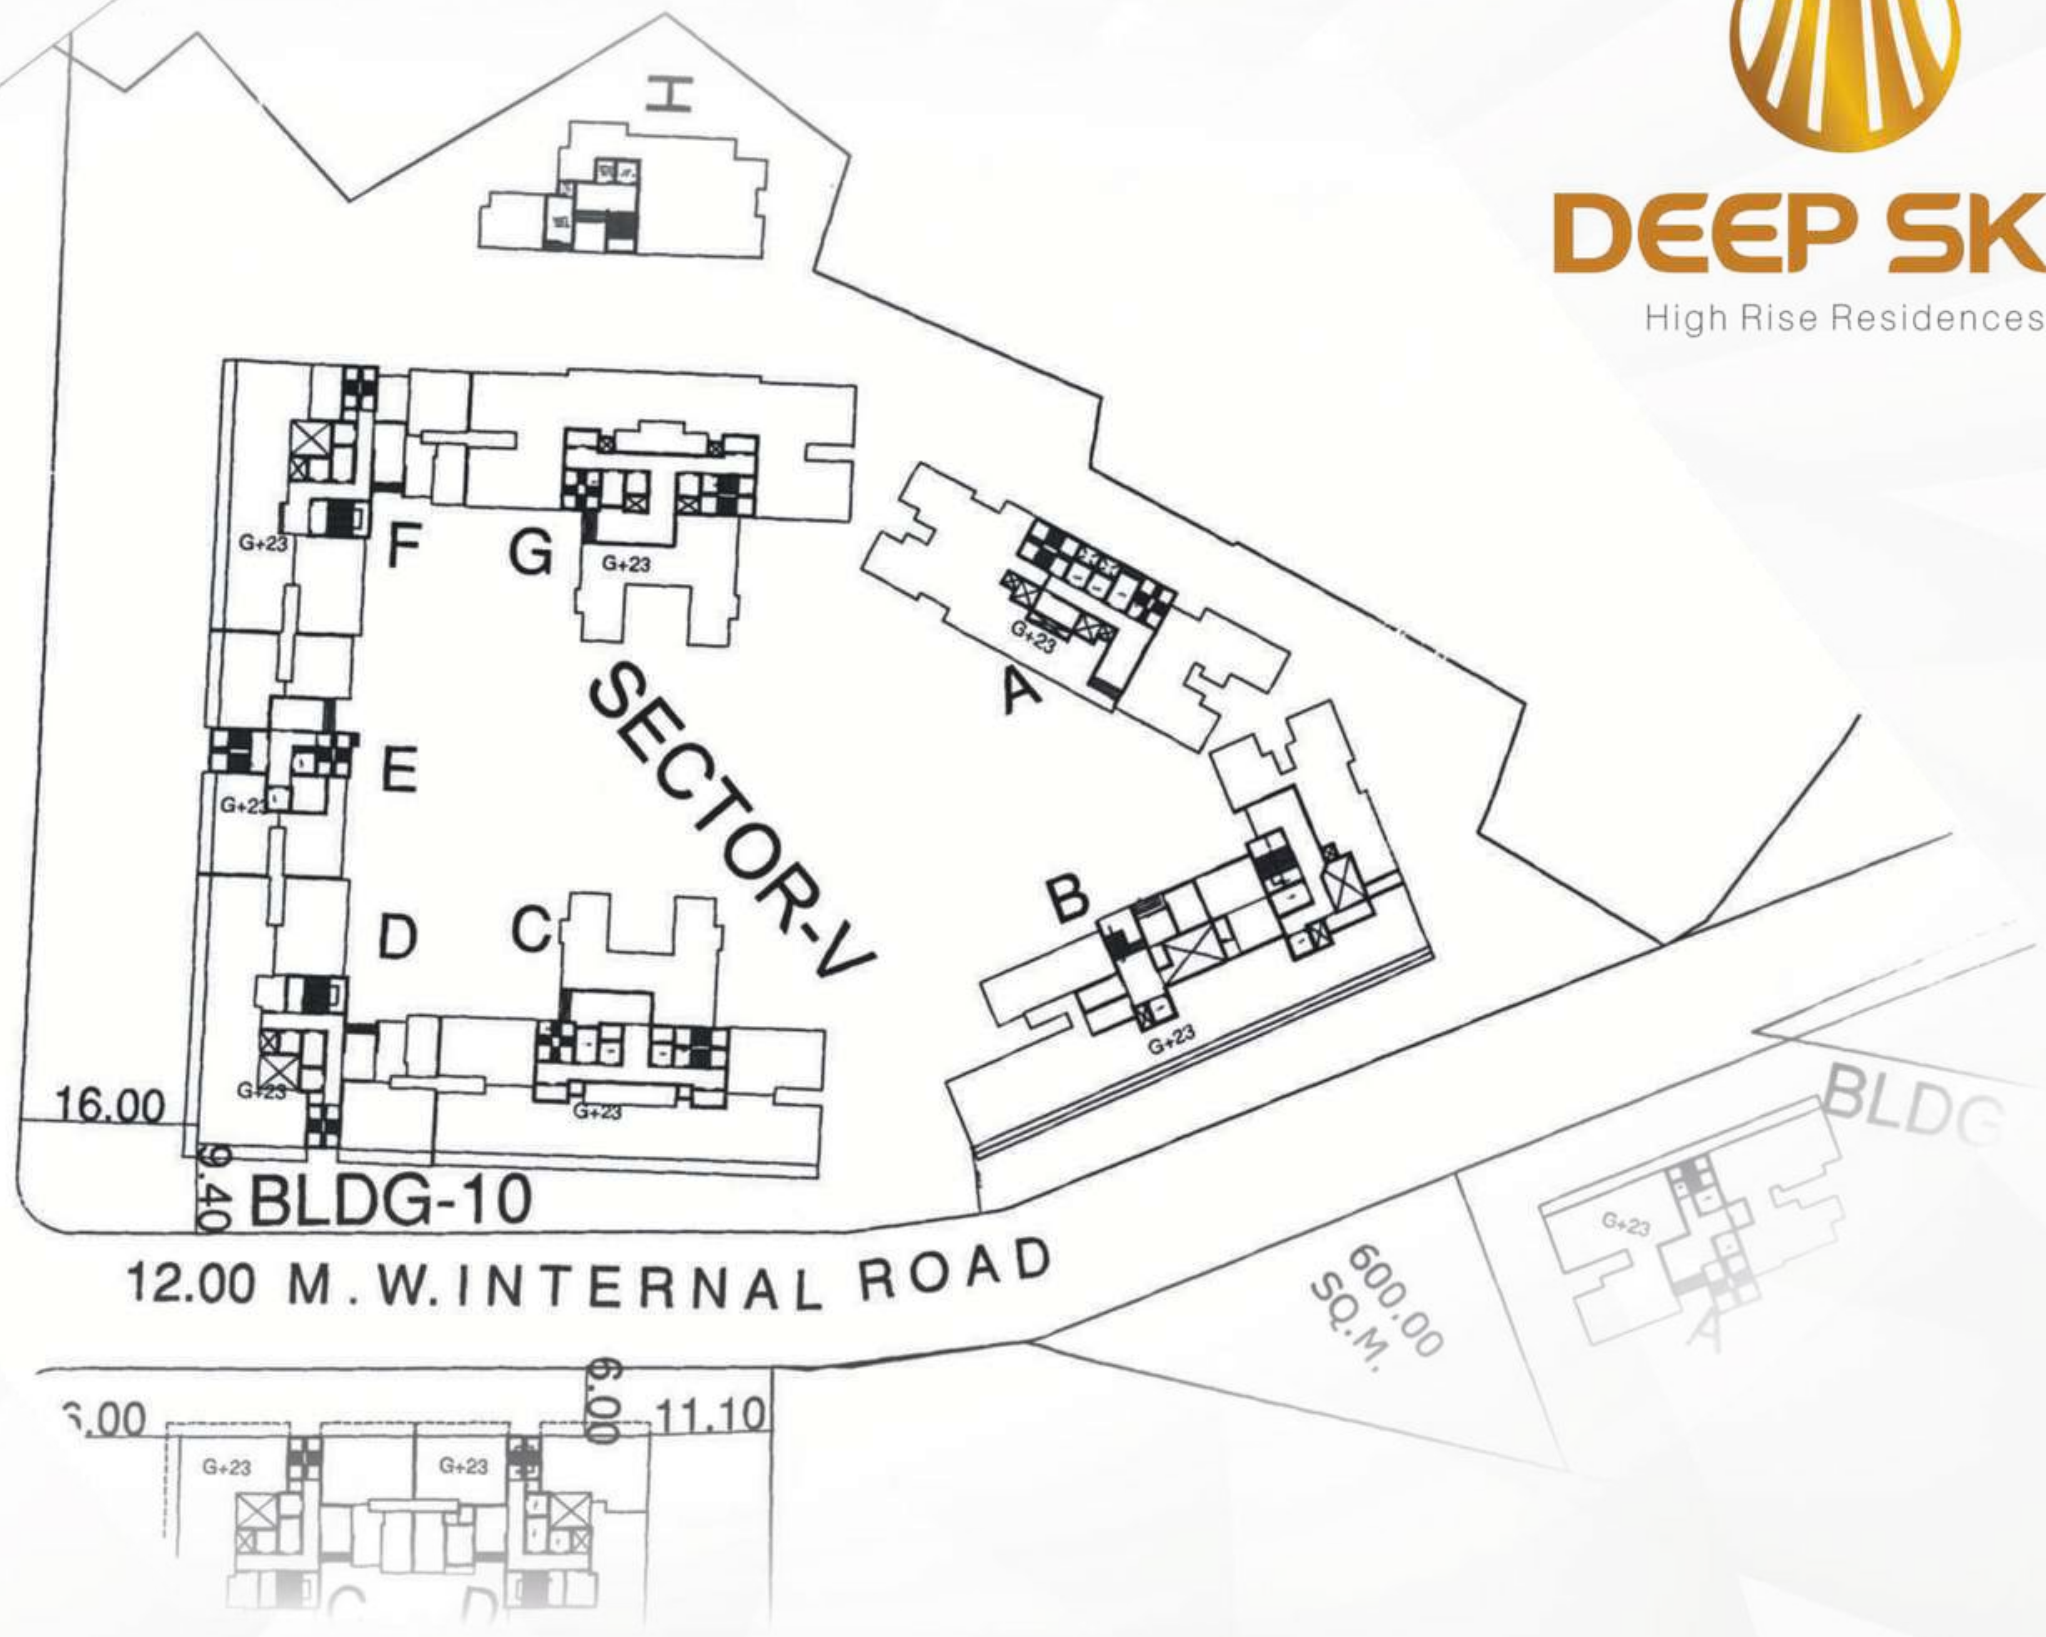 H
DEEP SK
High Rise Residences
F
G
G+23
G+23
G+23
A
SECTOR-V
E
G+23
B
D
C
G+23
16.00
G+23
G+23
BLDG
9.40
BLDG-10
G+23
600.00
SQ.M.
12.00 M.W.INTERNAL ROAD
A
6.00
11.10
.00
G+23
G+23
C
D